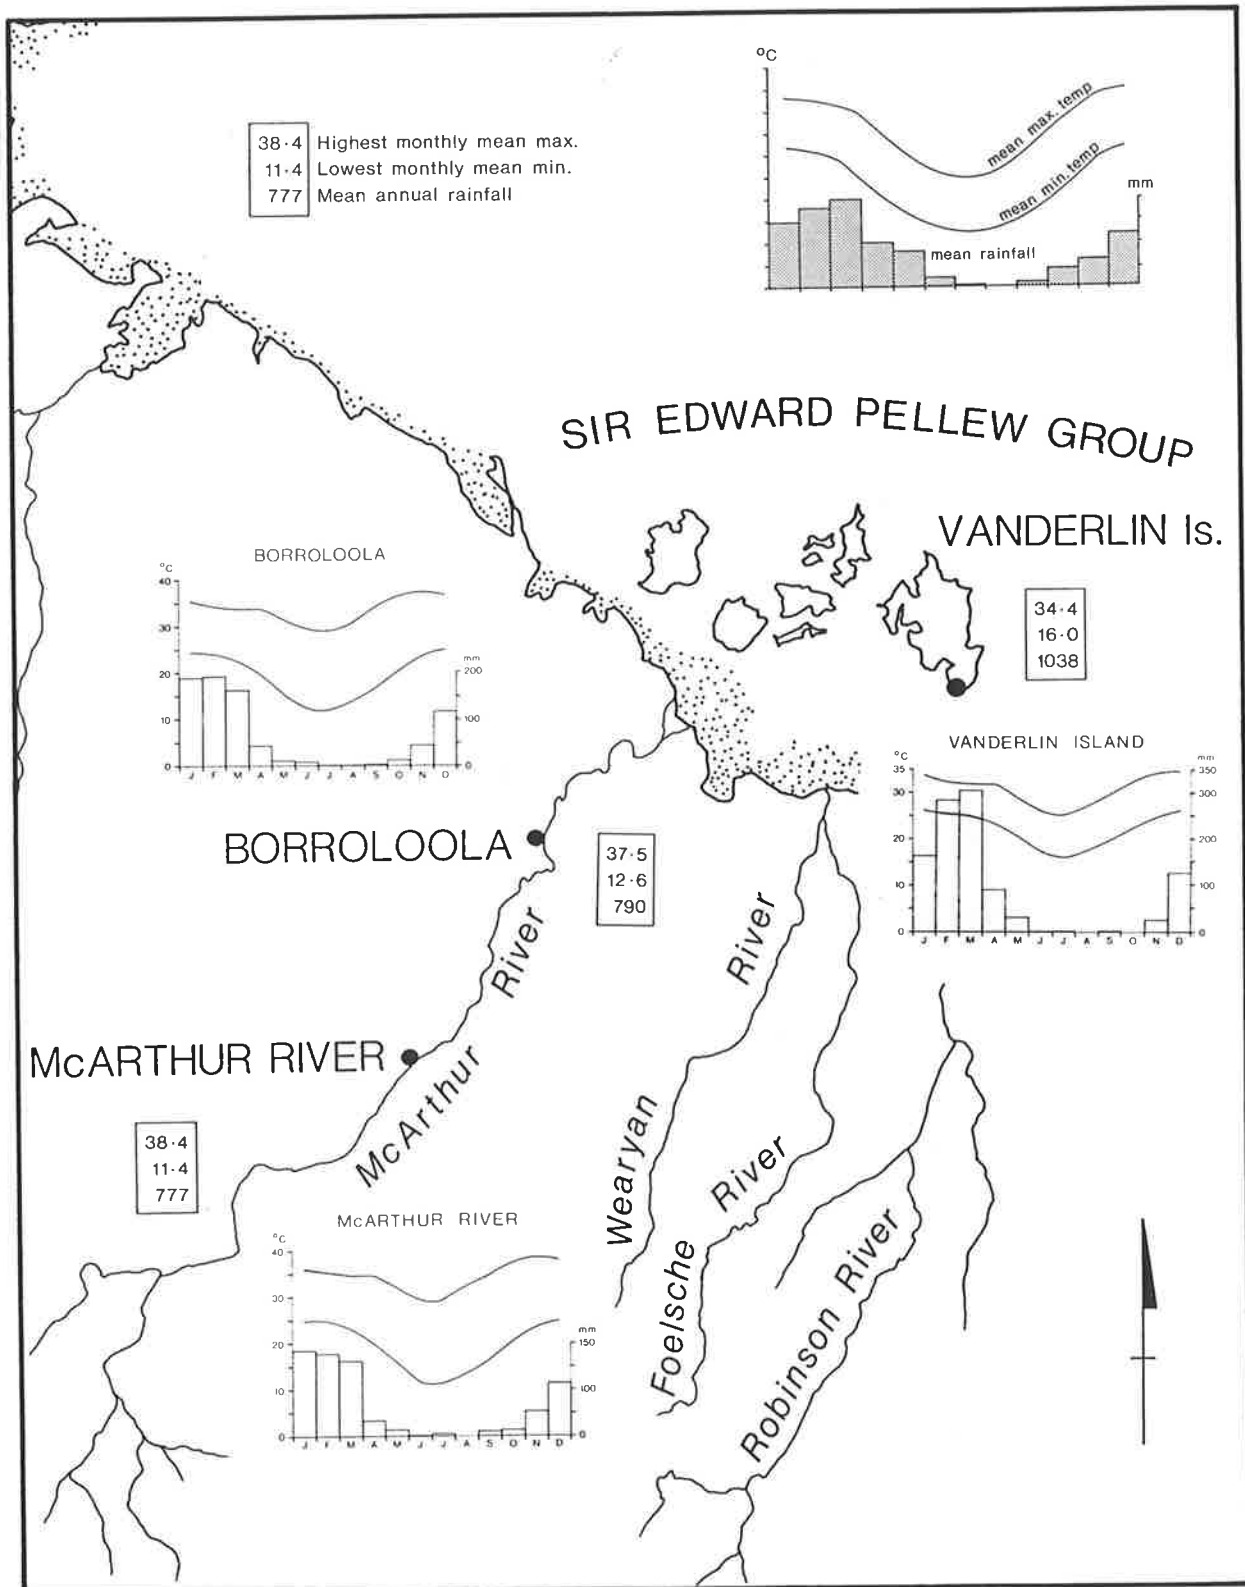 °C
mean max. temp
mean min. temp
mm
mean rainfall
38·4 Highest monthly mean max.
11·4 Lowest monthly mean min.
777 Mean annual rainfall
SIR EDWARD PELLEW GROUP
VANDERLIN Is.
34·4
16·0
1038
BORROLOOLA
°C
40
30
20
10
0
mm
200
100
0
J F M A M J J A S O N D
VANDERLIN ISLAND
°C
35
30
20
10
0
mm
350
300
200
100
0
J F M A M J J A S O N D
BORROLOOLA
37·5
12·6
790
McArthur River
Wearyan River
Foelsche River
Robinson River
McARTHUR RIVER
38·4
11·4
777
McARTHUR RIVER
°C
40
30
20
10
0
mm
150
100
0
J F M A M J J A S O N D